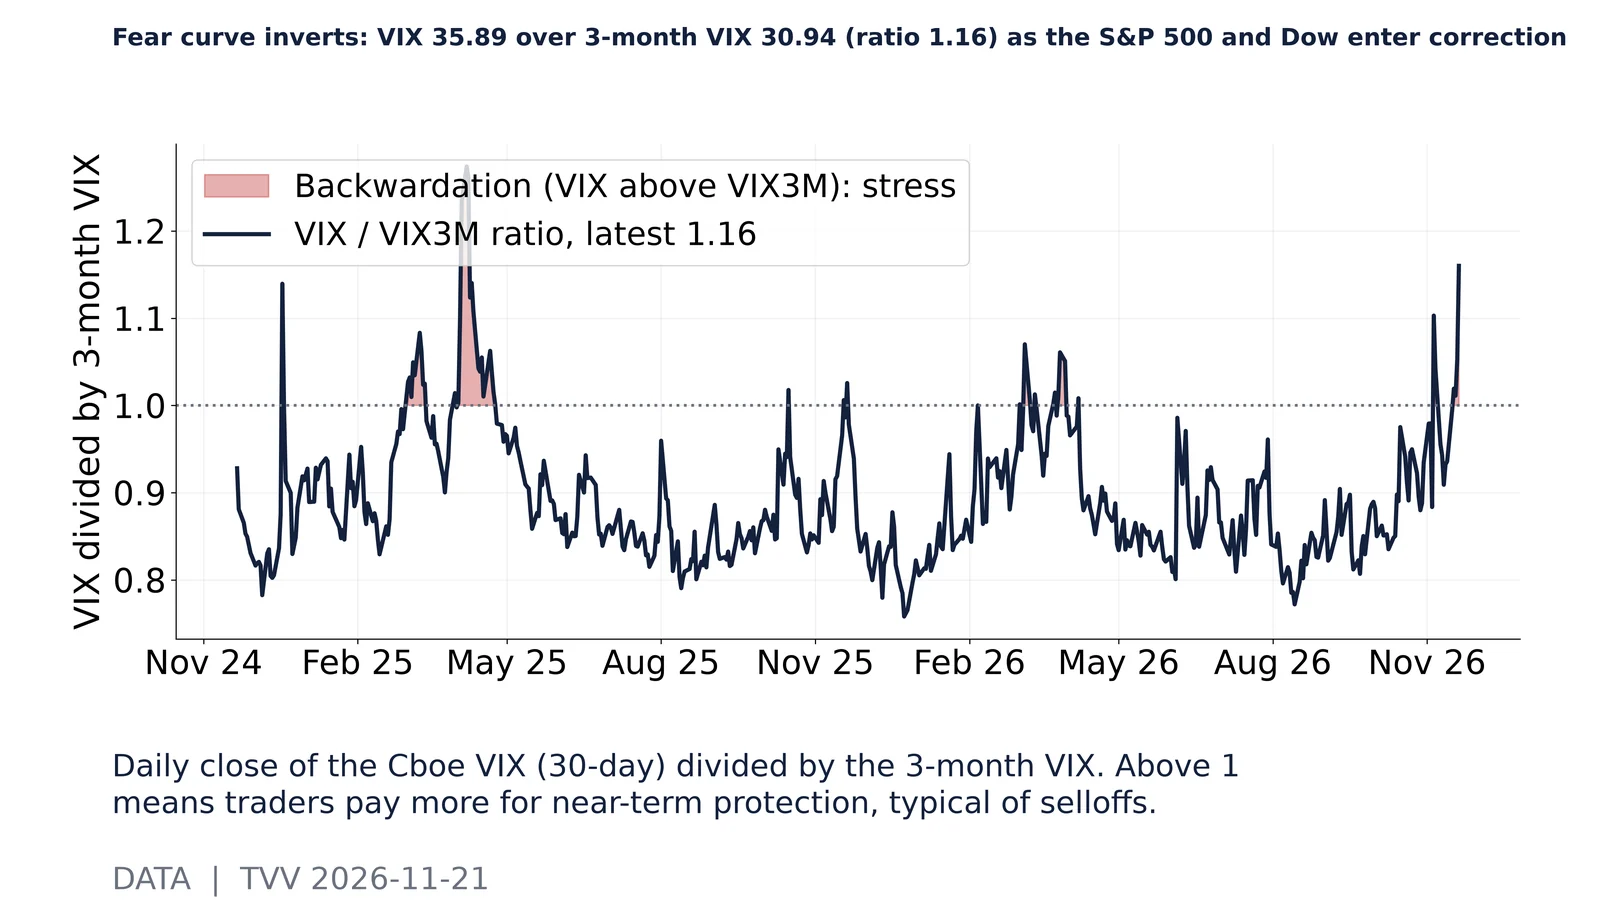 Fear curve inverts: VIX 35.89 over 3-month VIX 30.94 (ratio 1.16) as the S&P 500 and Dow enter correction
VIX divided by 3-month VIX
Backwardation (VIX above VIX3M): stress
VIX / VIX3M ratio, latest 1.16
1.2
1.1
1.0
0.9
0.8
Nov 24 Feb 25 May 25 Aug 25 Nov 25 Feb 26 May 26 Aug 26 Nov 26
Daily close of the Cboe VIX (30-day) divided by the 3-month VIX. Above 1
means traders pay more for near-term protection, typical of selloffs.
DATA | TVV 2026-11-21